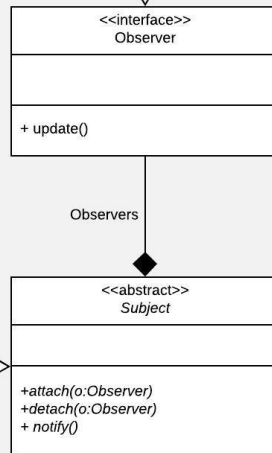 <<interface>>
Observer
+ update()
Observers
<<abstract>>
Subject
+attach(o:Observer)
+detach(o:Observer)
+ notify()